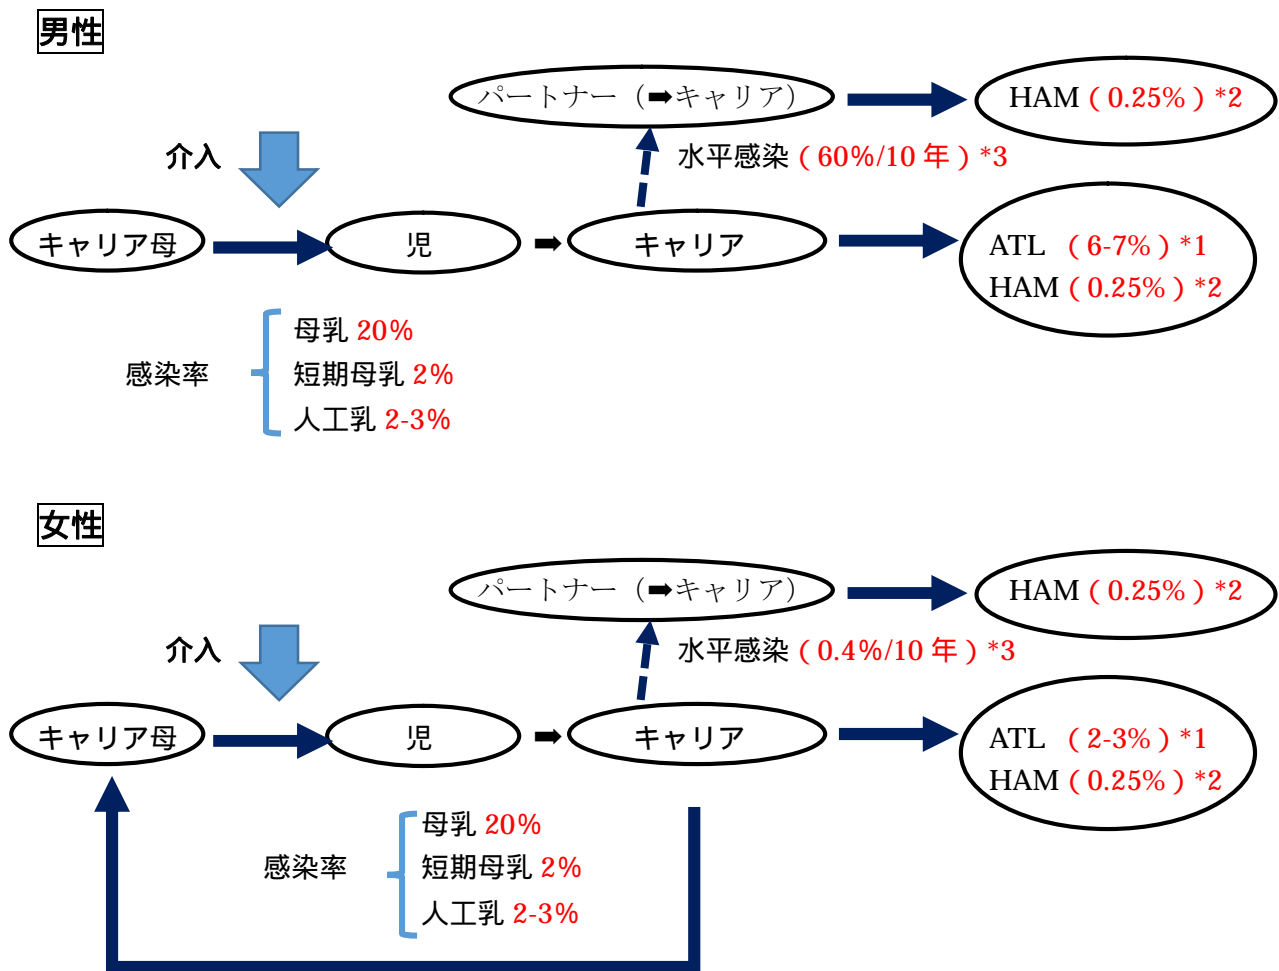 男性
パートナー（➡キャリア）
HAM（0.25%）*2
介入
水平感染（60%/10 年）*3
キャリア母
児
キャリア
ATL （6-7%）*1
HAM（0.25%）*2
母乳 20%
感染率
短期母乳 2%
人工乳 2-3%
女性
パートナー（➡キャリア）
HAM（0.25%）*2
介入
水平感染（0.4%/10 年）*3
キャリア母
児
キャリア
ATL （2-3%）*1
HAM（0.25%）*2
母乳 20%
感染率
短期母乳 2%
人工乳 2-3%